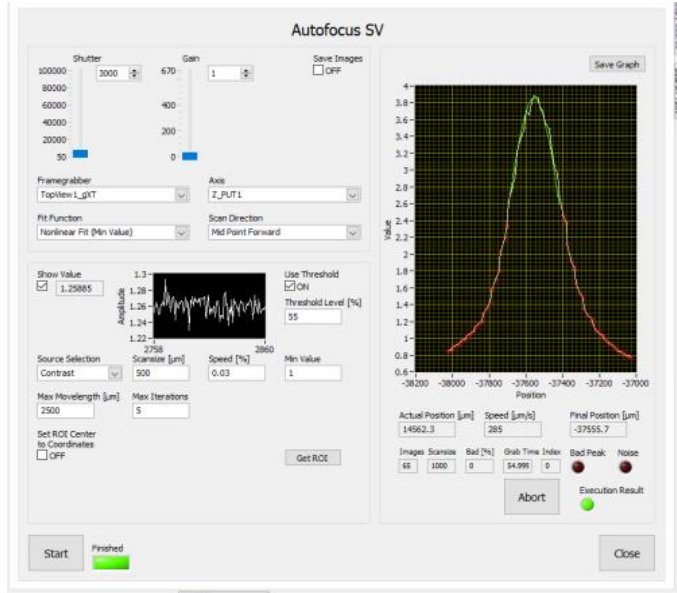 Autofocus SV
Shutter
Gain
Save Images
100000
3000
670
1
OFF
80000
60000
400
40000
200
20000
50
0
Framegrabber
Axis
TopView1_gXT
Z_PUT1
Fit Function
Scan Direction
Nonlinear Fit (Min Value)
Mid Point Forward
Show Value
1.25885
1.3
1.28
1.26
1.24
1.22
Amplitude
2758
2860
Use Threshold
ON
Threshold Level [%]
55
Source Selection
Scansize [µm]
Speed [%]
Min Value
Contrast
500
0.03
1
Max Movelength [µm]
Max Iterations
2500
5
Set ROI Center
to Coordinates
OFF
Get ROI
Start
Finished
Save Graph
4
3.8
3.6
3.4
3.2
3
2.8
2.6
2.4
2.2
2
1.8
1.6
1.4
1.2
1
0.8
0.6
Value
-38200
-38000
-37800
-37600
-37400
-37200
-37000
Position
Actual Position [µm]
Speed [µm/s]
Final Position [µm]
14562.3
285
-37555.7
Images
Scansize
Bad [%]
Grab Time
Index
Bad Peak
Noise
65
1000
0
54.995
0
Abort
Execution Result
Close